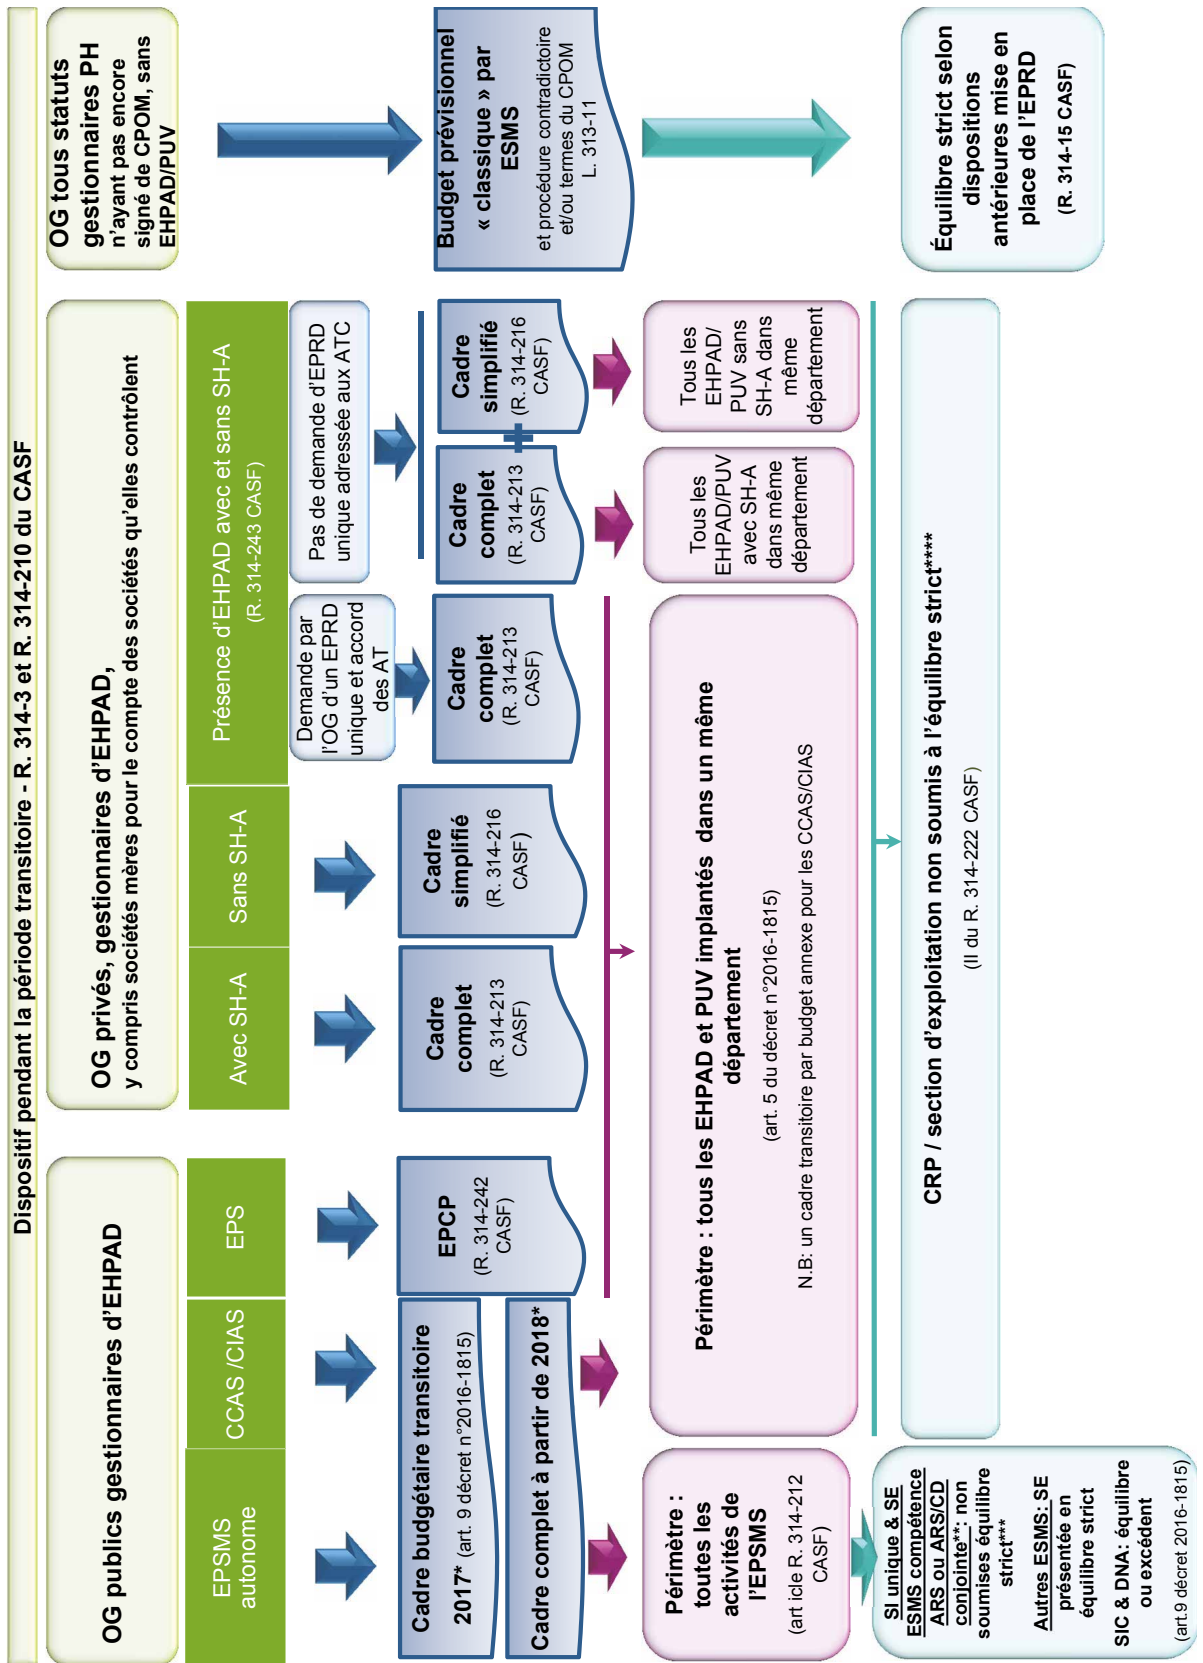 Dispositif pendant la période transitoire - R. 314-3 et R. 314-210 du CASF
OG publics gestionnaires d'EHPAD
OG privés, gestionnaires d'EHPAD,
y compris sociétés mères pour le compte des sociétés qu'elles contrôlent
OG tous statuts
gestionnaires PH
n'ayant pas encore
signé de CPOM, sans
EHPAD/PUV
EPSMS
autonome
CCAS /CIAS
EPS
Avec SH-A
Sans SH-A
Présence d'EHPAD avec et sans SH-A
(R. 314-243 CASF)
Demande par
l'OG d'un EPRD
unique et accord
des AT
Pas de demande d'EPRD
unique adressée aux ATC
Cadre budgétaire transitoire
2017* (art. 9 décret n°2016-1815)
Cadre complet à partir de 2018*
EPCP
(R. 314-242
CASF)
Cadre
complet
(R. 314-213
CASF)
Cadre
simplifié
(R. 314-216
CASF)
Cadre
complet
(R. 314-213
CASF)
Cadre
complet
(R. 314-213
CASF)
Cadre
simplifié
(R. 314-216
CASF)
Budget prévisionnel
« classique » par
ESMS
et procédure contradictoire
et/ou termes du CPOM
L. 313-11
Périmètre :
toutes les
activités de
l'EPSMS
(art icle R. 314-212
CASF)
Périmètre : tous les EHPAD et PUV implantés dans un même
département
(art. 5 du décret n°2016-1815)
N.B: un cadre transitoire par budget annexe pour les CCAS/CIAS
Tous les
EHPAD/PUV
avec SH-A
dans même
département
Tous les
EHPAD/
PUV sans
SH-A dans
même
département
SI unique & SE
ESMS compétence
ARS ou ARS/CD
conjointe**: non
soumises équilibre
strict***
Autres ESMS: SE
présentée en
équilibre strict
SIC & DNA: équilibre
ou excédent
(art.9 décret 2016-1815)
CRP / section d'exploitation non soumis à l'équilibre strict****
(II du R. 314-222 CASF)
Équilibre strict selon
dispositions
antérieures mise en
place de l'EPRD
(R. 314-15 CASF)